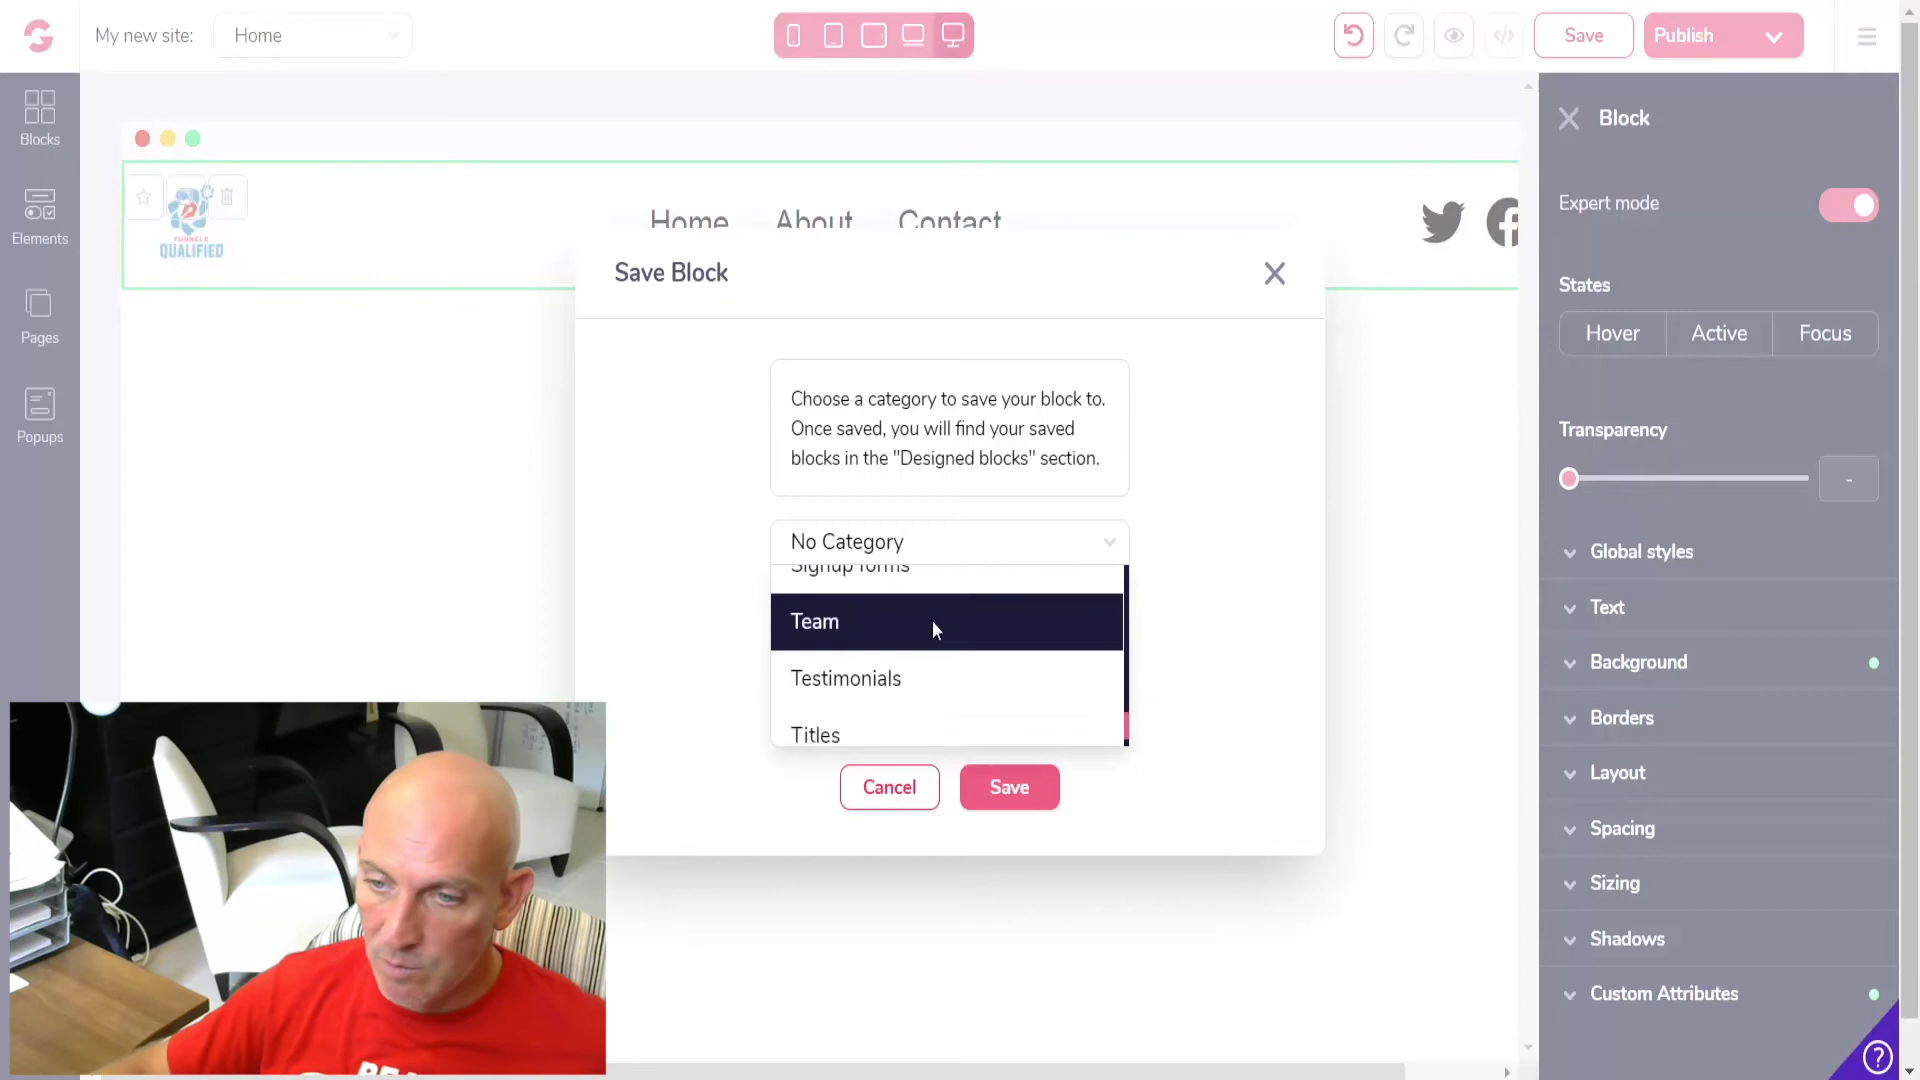 My new site:
Home
Save
Publish
Blocks
Elements
Pages
Popups
QUALIFIED
Home
About
Contact
Save Block
Choose a category to save your block to.
Once saved, you will find your saved
blocks in the "Designed blocks" section.
No Category
Signup forms
Team
Testimonials
Titles
Cancel
Save
Block
Expert mode
States
Hover
Active
Focus
Transparency
-
Global styles
Text
Background
Borders
Layout
Spacing
Sizing
Shadows
Custom Attributes
?